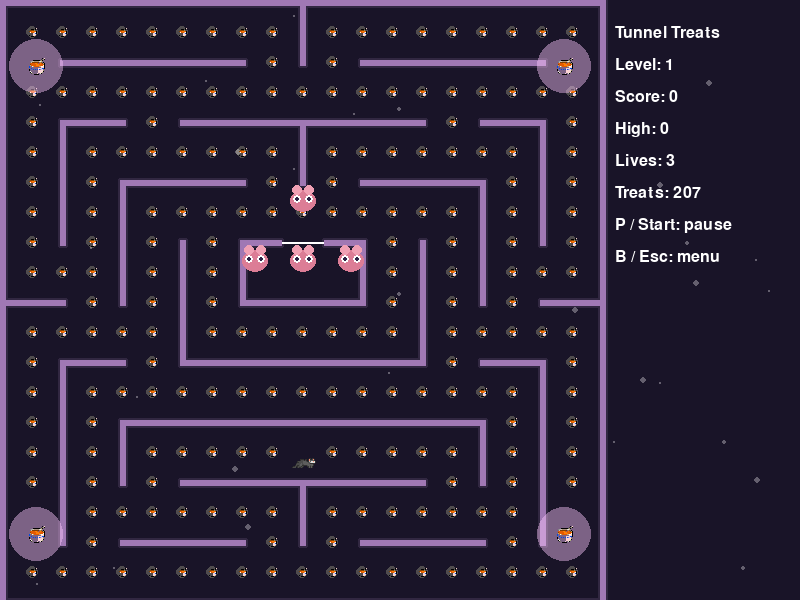 Tunnel Treats
Level: 1
Score: 0
High: 0
Lives: 3
Treats: 207
P / Start: pause
B / Esc: menu